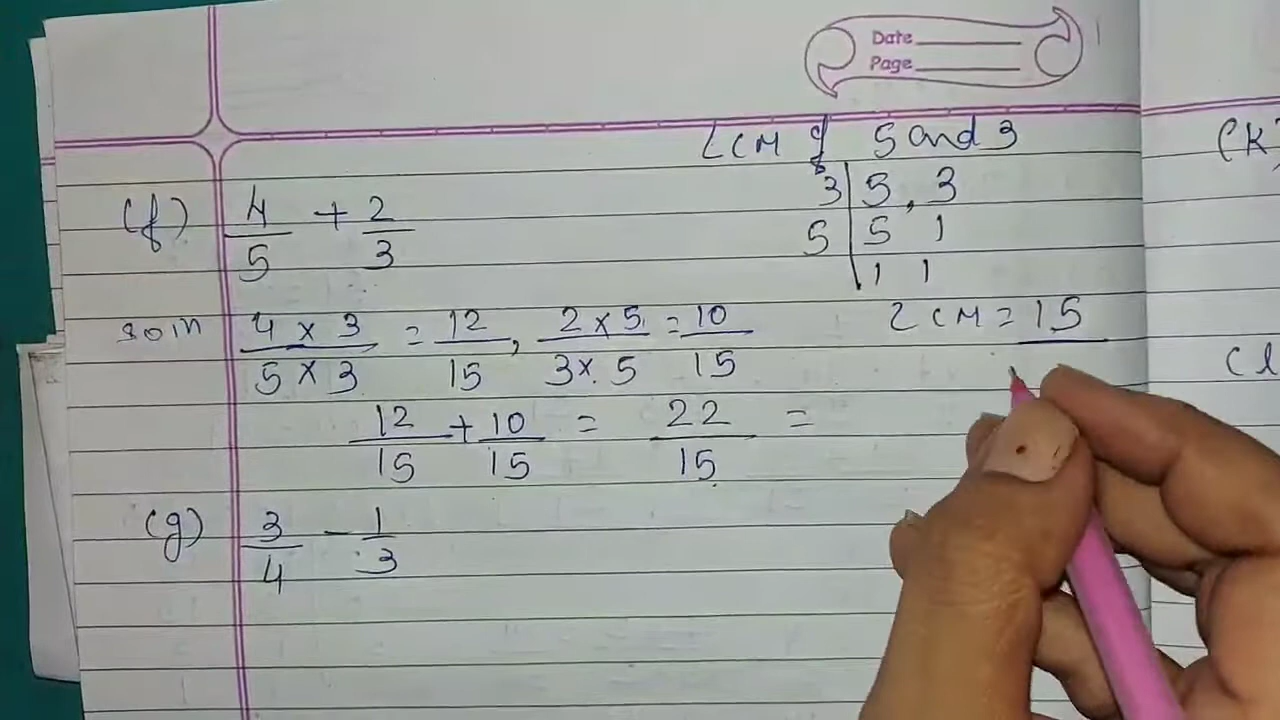 Date
Page
LCM of 5 and 3
3 | 5 , 3
5 | 5 1
1 1
LCM = 15
(f) 4/5 + 2/3
soln 4 x 3 / 5 x 3 = 12/15 , 2 x 5 / 3 x 5 = 10/15
12/15 + 10/15 = 22/15 =
(g) 3/4 - 1/3
(k)
(l